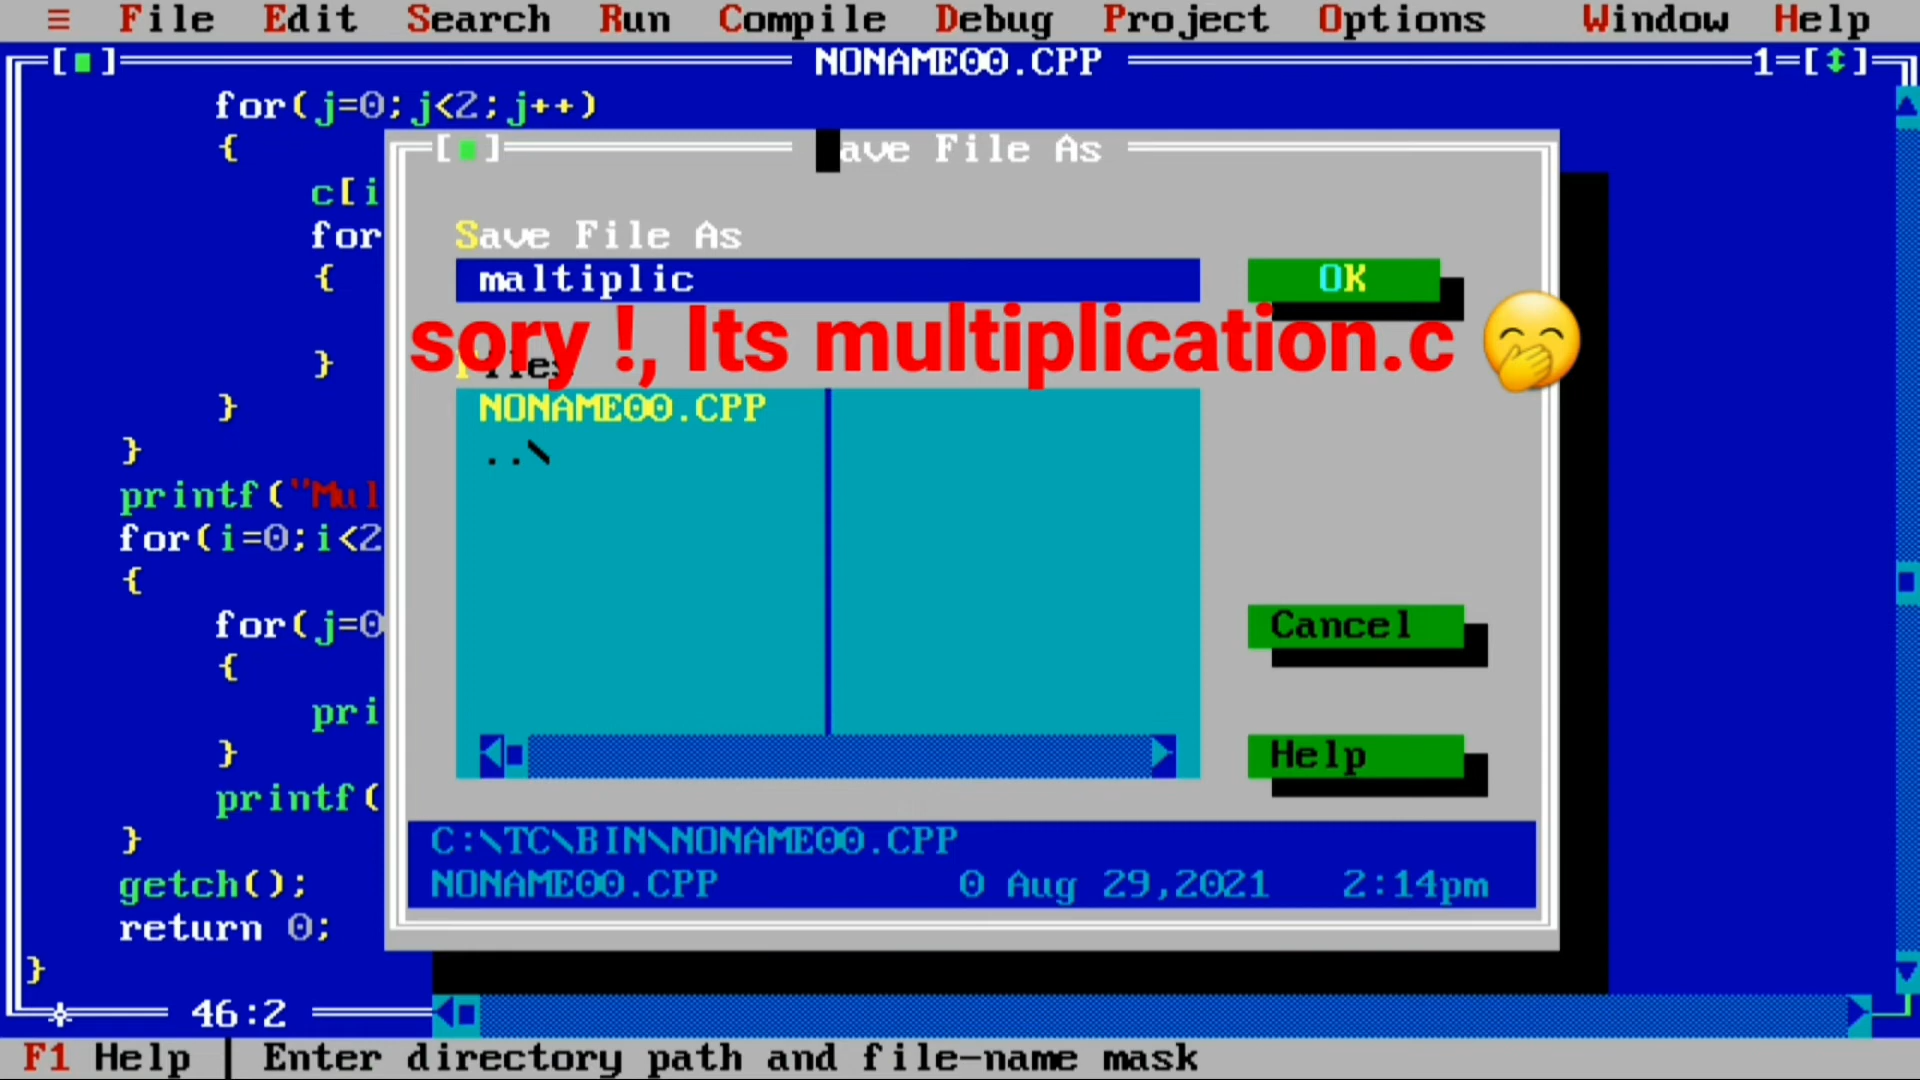 ≡ File Edit Search Run Compile Debug Project Options Window Help
[■] NONAME00.CPP 1=[↕]
for(j=0;j<2;j++)
{
[■] ave File As
c[i
for
Save File As
{
maltiplic
OK
sory !, Its multiplication.c 🤭
}
Files
}
NONAME00.CPP
}
..\
printf("Mul
for(i=0;i<2
{
for(j=0
Cancel
{
pri
}
Help
printf(
}
C:\TC\BIN\NONAME00.CPP
getch();
NONAME00.CPP 0 Aug 29,2021 2:14pm
return 0;
}
46:2
F1 Help | Enter directory path and file-name mask